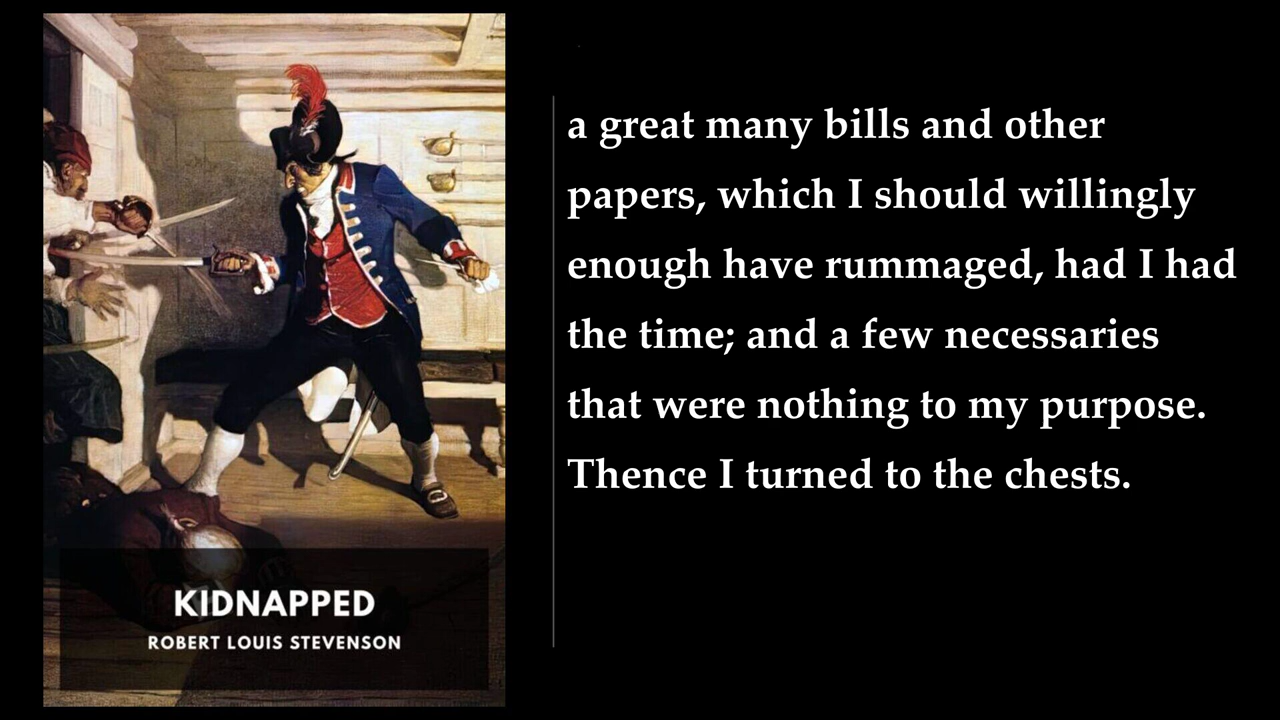 KIDNAPPED
ROBERT LOUIS STEVENSON
a great many bills and other
papers, which I should willingly
enough have rummaged, had I had
the time; and a few necessaries
that were nothing to my purpose.
Thence I turned to the chests.